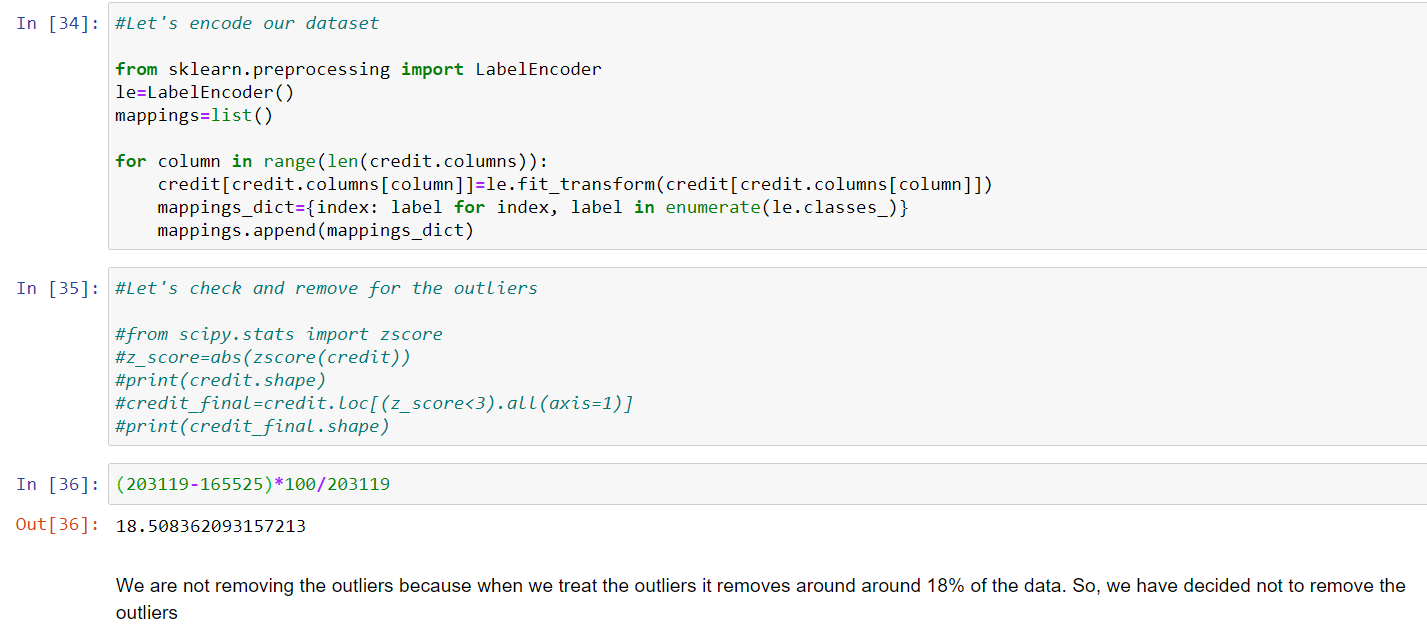 In [34]: #Let's encode our dataset
from sklearn.preprocessing import LabelEncoder
le=LabelEncoder()
mappings=list()
for column in range(len(credit.columns)):
    credit[credit.columns[column]]=le.fit_transform(credit[credit.columns[column]])
    mappings_dict={index: label for index, label in enumerate(le.classes_)}
    mappings.append(mappings_dict)
In [35]: #Let's check and remove for the outliers
#from scipy.stats import zscore
#z_score=abs(zscore(credit))
#print(credit.shape)
#credit_final=credit.loc[(z_score<3).all(axis=1)]
#print(credit_final.shape)
In [36]: (203119-165525)*100/203119
Out[36]: 18.508362093157213
We are not removing the outliers because when we treat the outliers it removes around around 18% of the data. So, we have decided not to remove the
outliers